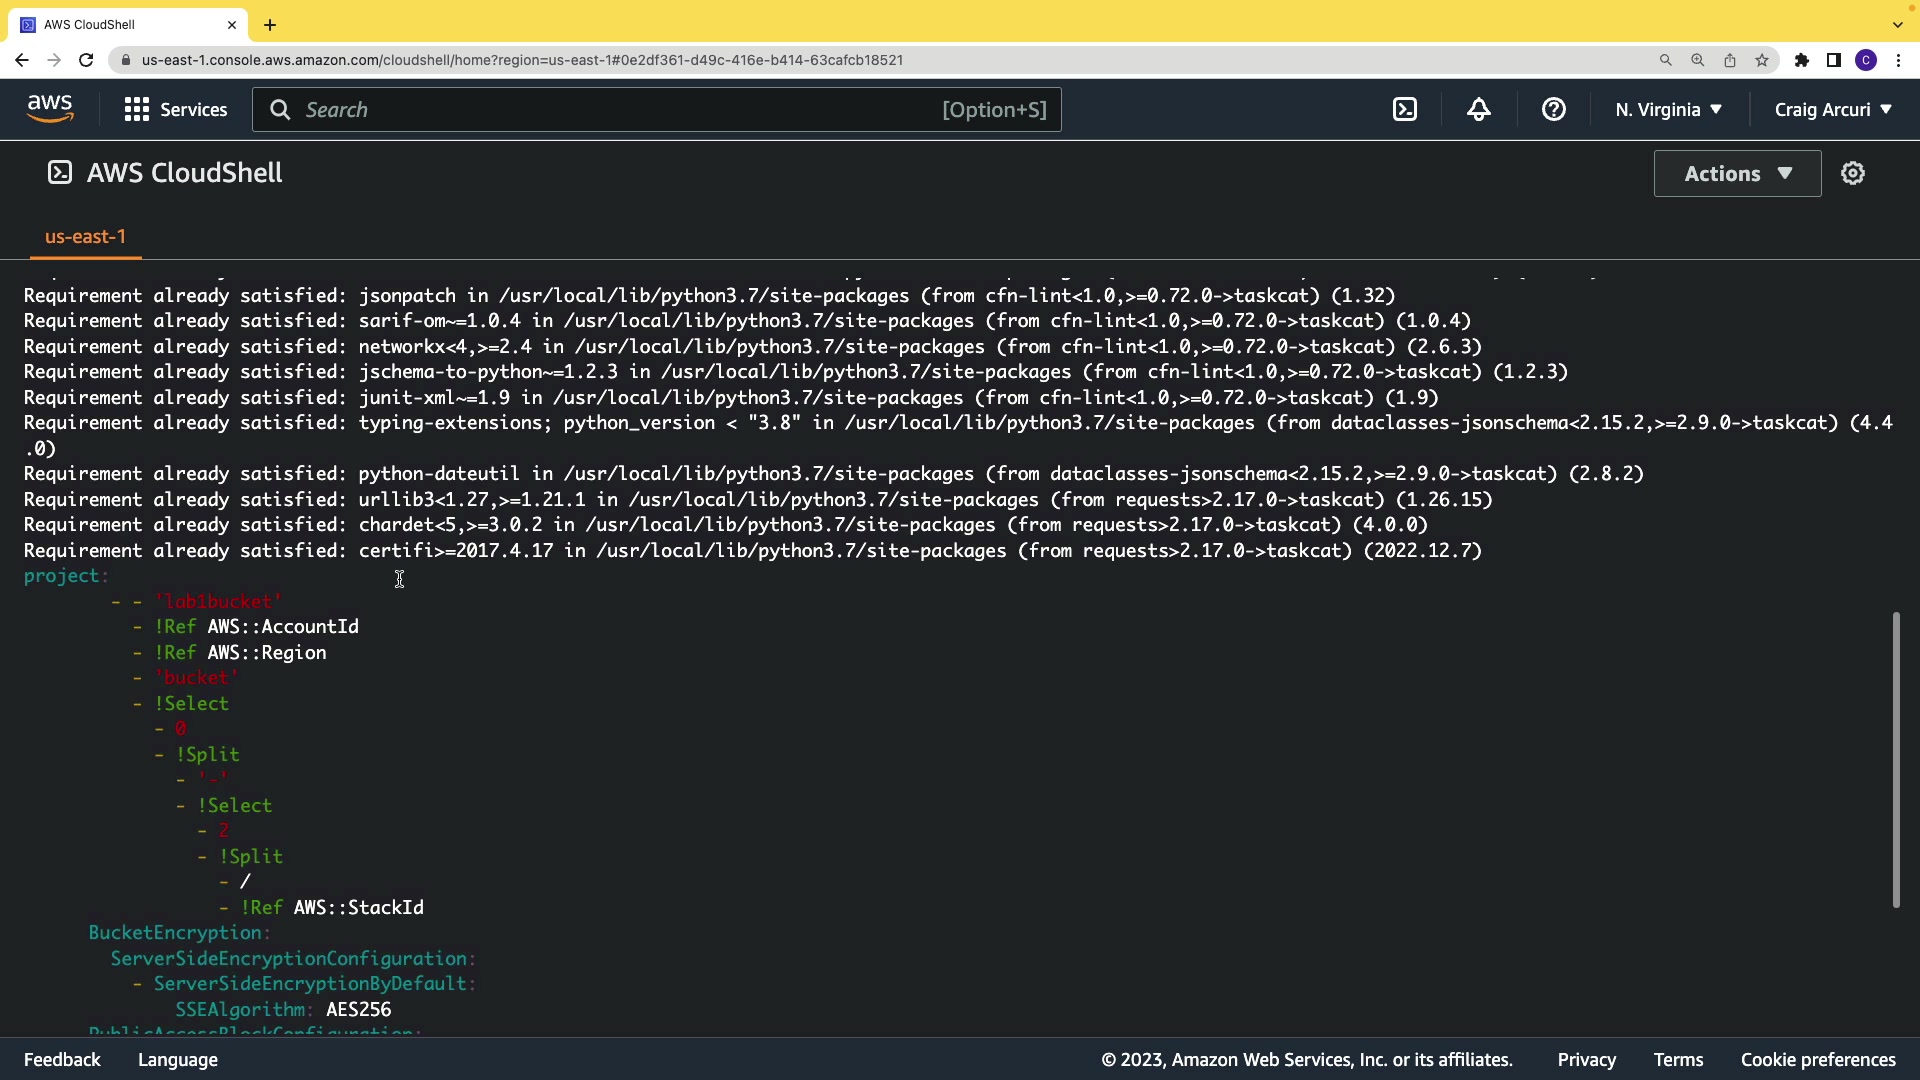 AWS CloudShell
us-east-1.console.aws.amazon.com/cloudshell/home?region=us-east-1#0e2df361-d49c-416e-b414-63cafcb18521
C
aws
Services
Search
[Option+S]
N. Virginia
Craig Arcuri
AWS CloudShell
Actions
us-east-1
Requirement already satisfied: jsonpatch in /usr/local/lib/python3.7/site-packages (from cfn-lint<1.0,>=0.72.0->taskcat) (1.32)
Requirement already satisfied: sarif-om~=1.0.4 in /usr/local/lib/python3.7/site-packages (from cfn-lint<1.0,>=0.72.0->taskcat) (1.0.4)
Requirement already satisfied: networkx<4,>=2.4 in /usr/local/lib/python3.7/site-packages (from cfn-lint<1.0,>=0.72.0->taskcat) (2.6.3)
Requirement already satisfied: jschema-to-python~=1.2.3 in /usr/local/lib/python3.7/site-packages (from cfn-lint<1.0,>=0.72.0->taskcat) (1.2.3)
Requirement already satisfied: junit-xml~=1.9 in /usr/local/lib/python3.7/site-packages (from cfn-lint<1.0,>=0.72.0->taskcat) (1.9)
Requirement already satisfied: typing-extensions; python_version < "3.8" in /usr/local/lib/python3.7/site-packages (from dataclasses-jsonschema<2.15.2,>=2.9.0->taskcat) (4.4
.0)
Requirement already satisfied: python-dateutil in /usr/local/lib/python3.7/site-packages (from dataclasses-jsonschema<2.15.2,>=2.9.0->taskcat) (2.8.2)
Requirement already satisfied: urllib3<1.27,>=1.21.1 in /usr/local/lib/python3.7/site-packages (from requests>2.17.0->taskcat) (1.26.15)
Requirement already satisfied: chardet<5,>=3.0.2 in /usr/local/lib/python3.7/site-packages (from requests>2.17.0->taskcat) (4.0.0)
Requirement already satisfied: certifi>=2017.4.17 in /usr/local/lib/python3.7/site-packages (from requests>2.17.0->taskcat) (2022.12.7)
project:
- - 'lab1bucket'
- !Ref AWS::AccountId
- !Ref AWS::Region
- 'bucket'
- !Select
- 0
- !Split
- '-'
- !Select
- 2
- !Split
- /
- !Ref AWS::StackId
BucketEncryption:
ServerSideEncryptionConfiguration:
- ServerSideEncryptionByDefault:
SSEAlgorithm: AES256
PublicAccessBlockConfiguration:
Feedback
Language
© 2023, Amazon Web Services, Inc. or its affiliates.
Privacy
Terms
Cookie preferences